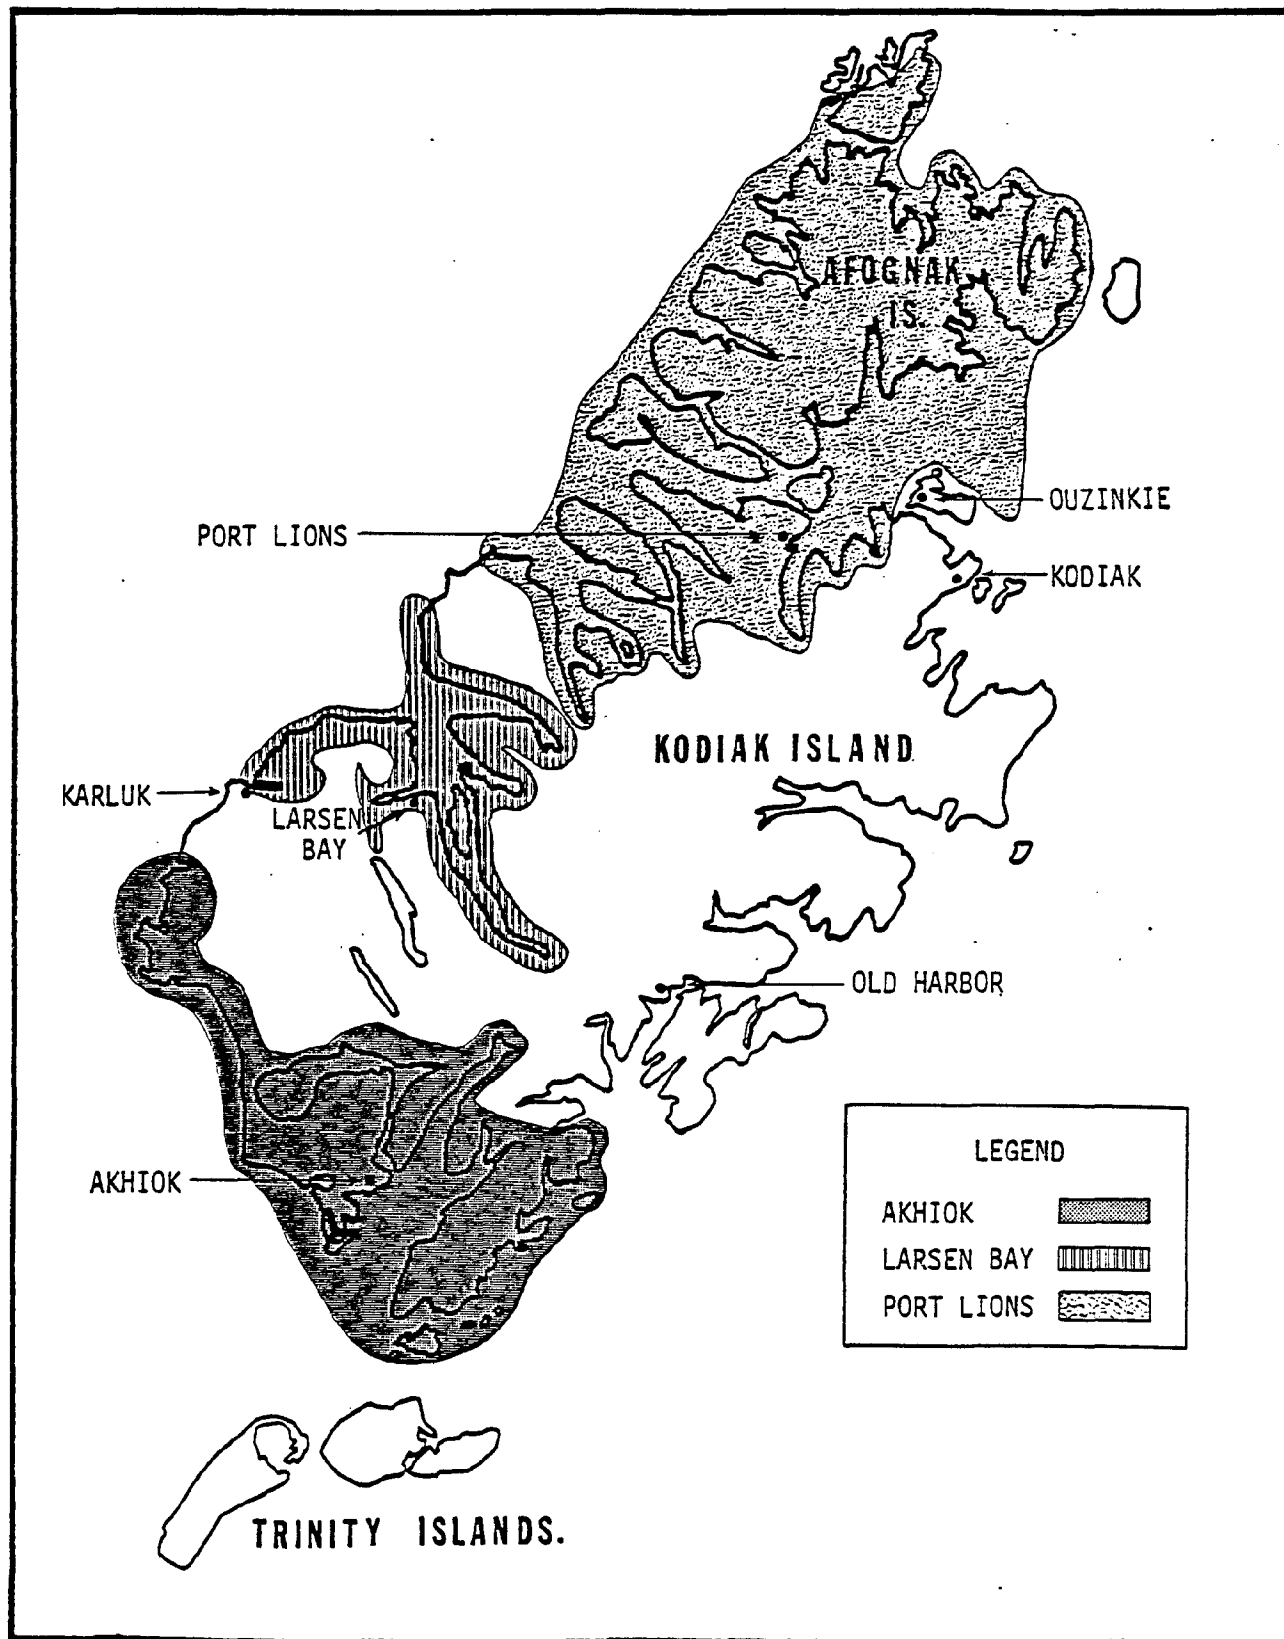 AFOGNAK
IS.
OUZINKIE
PORT LIONS
KODIAK
KODIAK ISLAND
KARLUK
LARSEN
BAY
OLD HARBOR
LEGEND
AKHIOK
LARSEN BAY
PORT LIONS
AKHIOK
TRINITY ISLANDS.